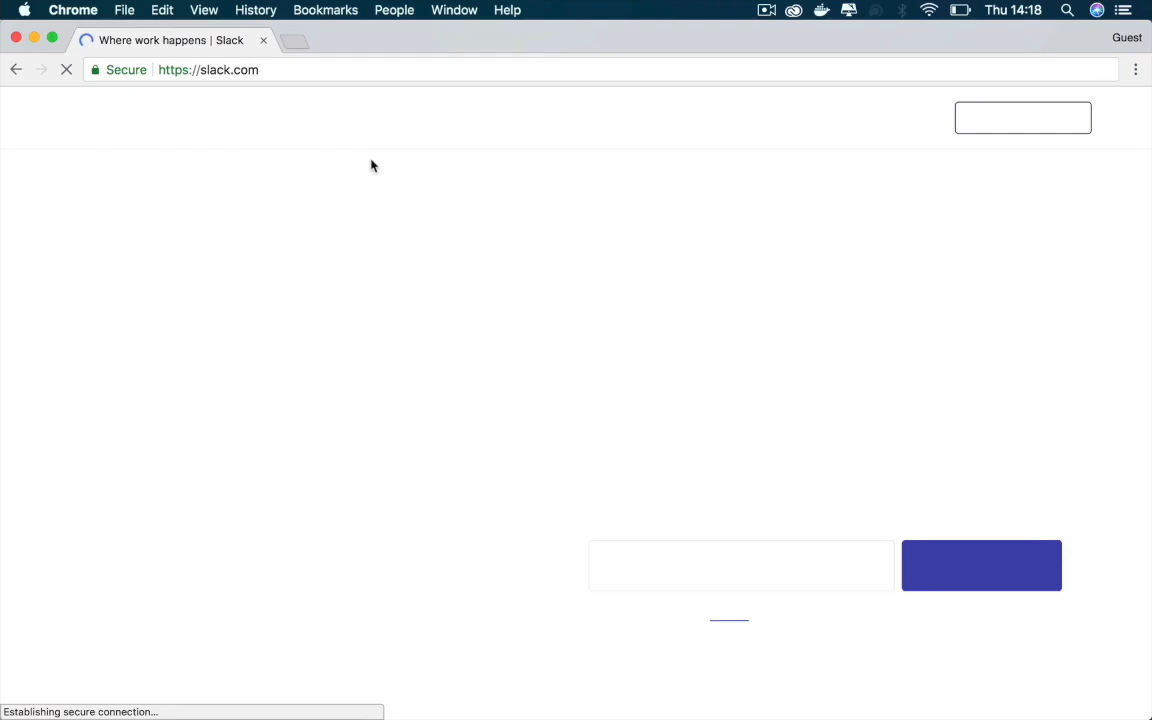 Chrome File Edit View History Bookmarks People Window Help Thu 14:18
Where work happens | Slack Guest
Secure https://slack.com
Establishing secure connection...